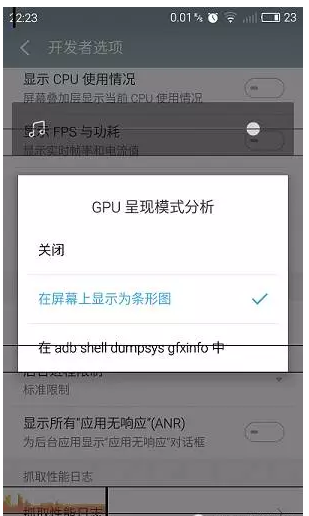 22:23
0.01 ‰
23
开发者选项
显示 CPU 使用情况
屏幕叠加层显示当前 CPU 使用情况
显示 FPS 与功耗
显示实时帧率和电流值
GPU 呈现模式分析
关闭
在屏幕上显示为条形图
在 adb shell dumpsys gfxinfo 中
后台进程限制
标准限制
显示所有“应用无响应”(ANR)
为后台应用显示“应用无响应”对话框
抓取性能日志
抓取性能日志